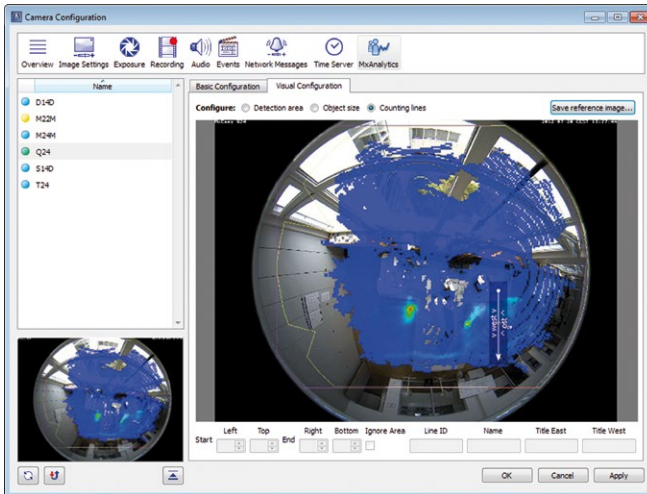 Camera Configuration
Overview Image Settings Exposure Recording Audio Events Network Messages Time Server MxAnalytics
Name
D14D
M22M
M24M
Q24
S14D
T24
Basic Configuration Visual Configuration
Configure: Detection area Object size Counting lines Save reference image...
v west v
^ ost ^
Left Top Right Bottom Ignore Area Line ID Name Title East Title West
Start End
OK Cancel Apply